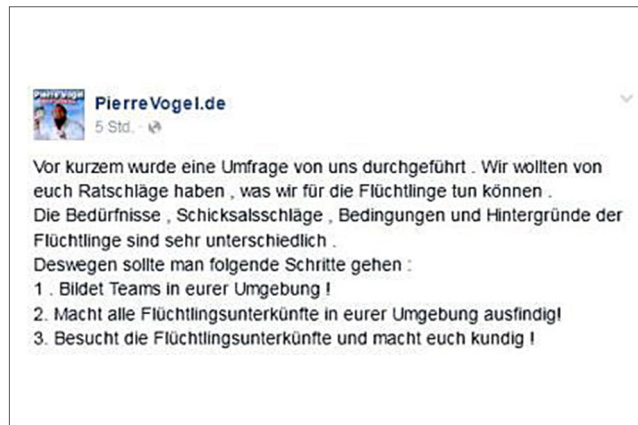 PierreVogel.de
5 Std.
Vor kurzem wurde eine Umfrage von uns durchgeführt . Wir wollten von
euch Ratschläge haben , was wir für die Flüchtlinge tun können .
Die Bedürfnisse , Schicksalsschläge , Bedingungen und Hintergründe der
Flüchtlinge sind sehr unterschiedlich .
Deswegen sollte man folgende Schritte gehen :
1 . Bildet Teams in eurer Umgebung !
2. Macht alle Flüchtlingsunterkünfte in eurer Umgebung ausfindig!
3. Besucht die Flüchtlingsunterkünfte und macht euch kundig !